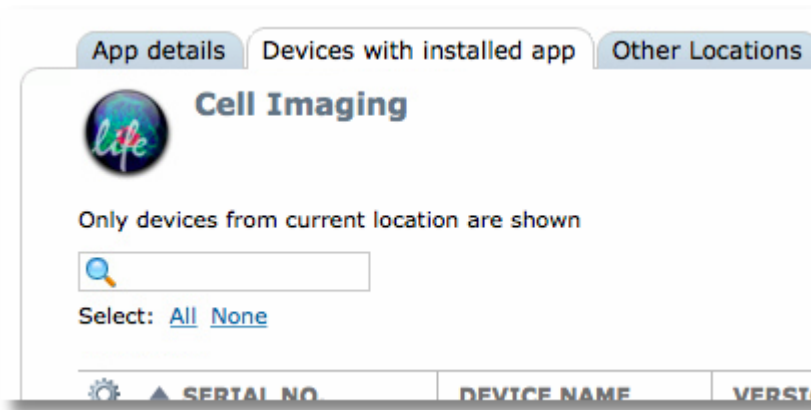 App details Devices with installed app Other Locations
life
Cell Imaging
Only devices from current location are shown
Select: All None
SERIAL NO. DEVICE NAME